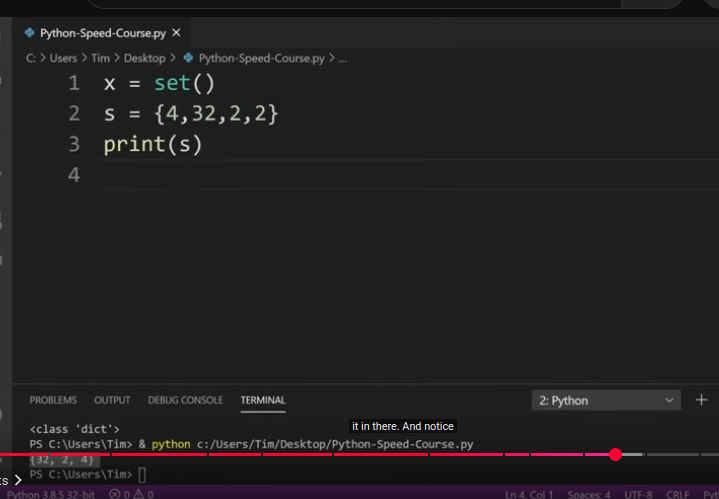 Python-Speed-Course.py ×
C: > Users > Tim > Desktop > Python-Speed-Course.py > ...
1 x = set()
2 s = {4,32,2,2}
3 print(s)
4
PROBLEMS OUTPUT DEBUG CONSOLE TERMINAL 2: Python
<class 'dict'>
it in there. And notice
PS C:\Users\Tim> & python c:/Users/Tim/Desktop/Python-Speed-Course.py
{32, 2, 4}
PS C:\Users\Tim>
Python 3.8.5 32-bit 0 0 Ln 4, Col 1 Spaces: 4 UTF-8 CRLF